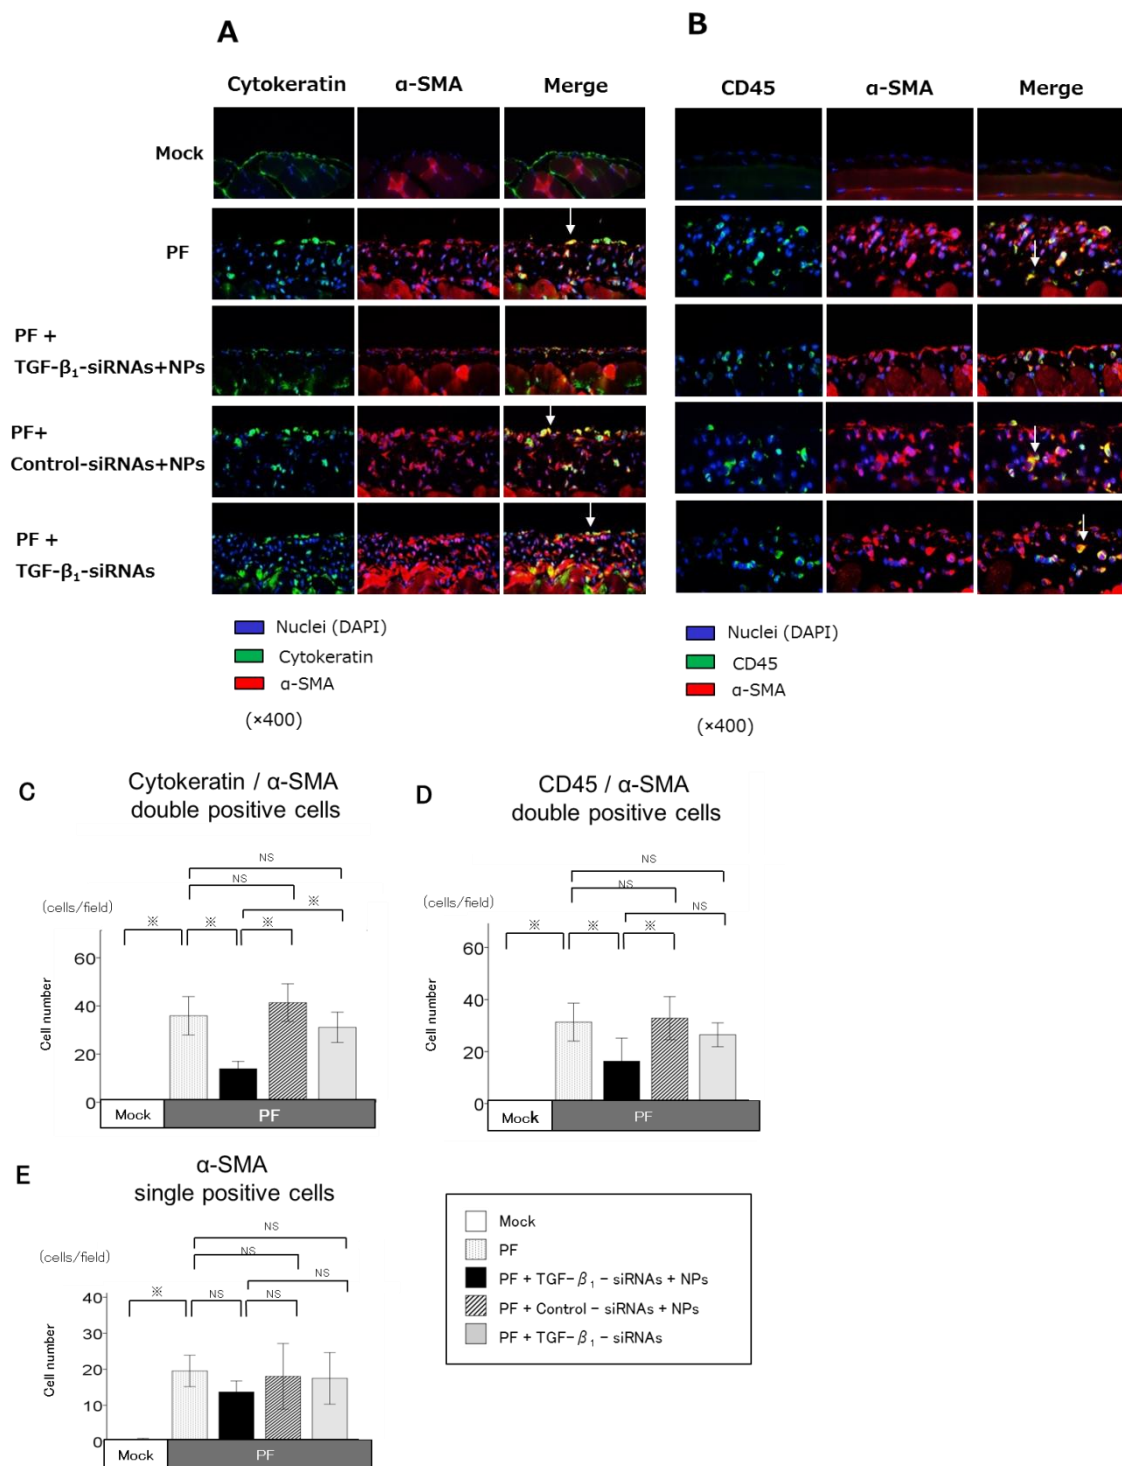 A
B
Cytokeratin α-SMA Merge
CD45 α-SMA Merge
Mock
PF
PF +
TGF-β₁-siRNAs+NPs
PF+
Control-siRNAs+NPs
PF +
TGF-β₁-siRNAs
Nuclei (DAPI)
Cytokeratin
α-SMA
(×400)
Nuclei (DAPI)
CD45
α-SMA
(×400)
C
Cytokeratin / α-SMA
double positive cells
NS
NS
※
(cells/field)
※ ※ ※
60
40
20
0
Cell number
Mock PF
D
CD45 / α-SMA
double positive cells
NS
NS
NS
(cells/field)
※ ※ ※
60
40
20
0
Cell number
Mock PF
E
α-SMA
single positive cells
NS
NS
NS
(cells/field)
※ NS NS
40
30
20
10
0
Cell number
Mock PF
Mock
PF
PF + TGF-β₁-siRNAs + NPs
PF + Control-siRNAs + NPs
PF + TGF-β₁-siRNAs